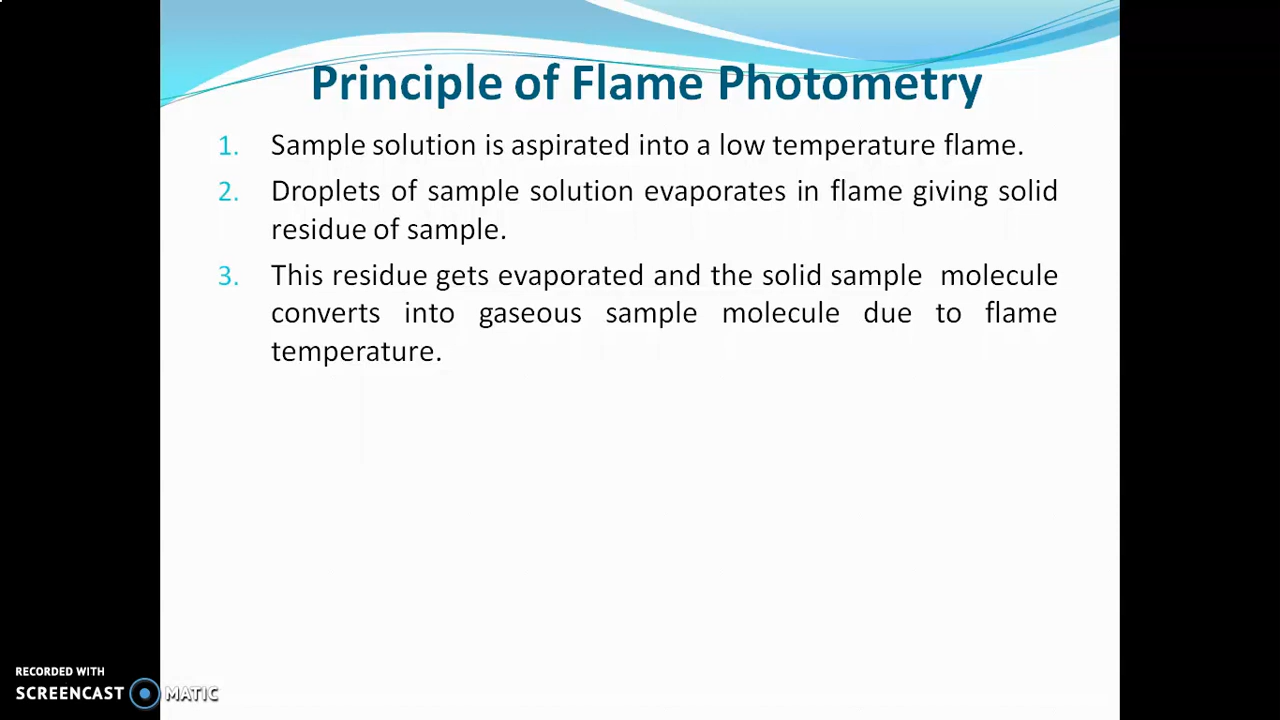 Principle of Flame Photometry
1. Sample solution is aspirated into a low temperature flame.
2. Droplets of sample solution evaporates in flame giving solid
residue of sample.
3. This residue gets evaporated and the solid sample molecule
converts into gaseous sample molecule due to flame
temperature.
RECORDED WITH
SCREENCAST MATIC